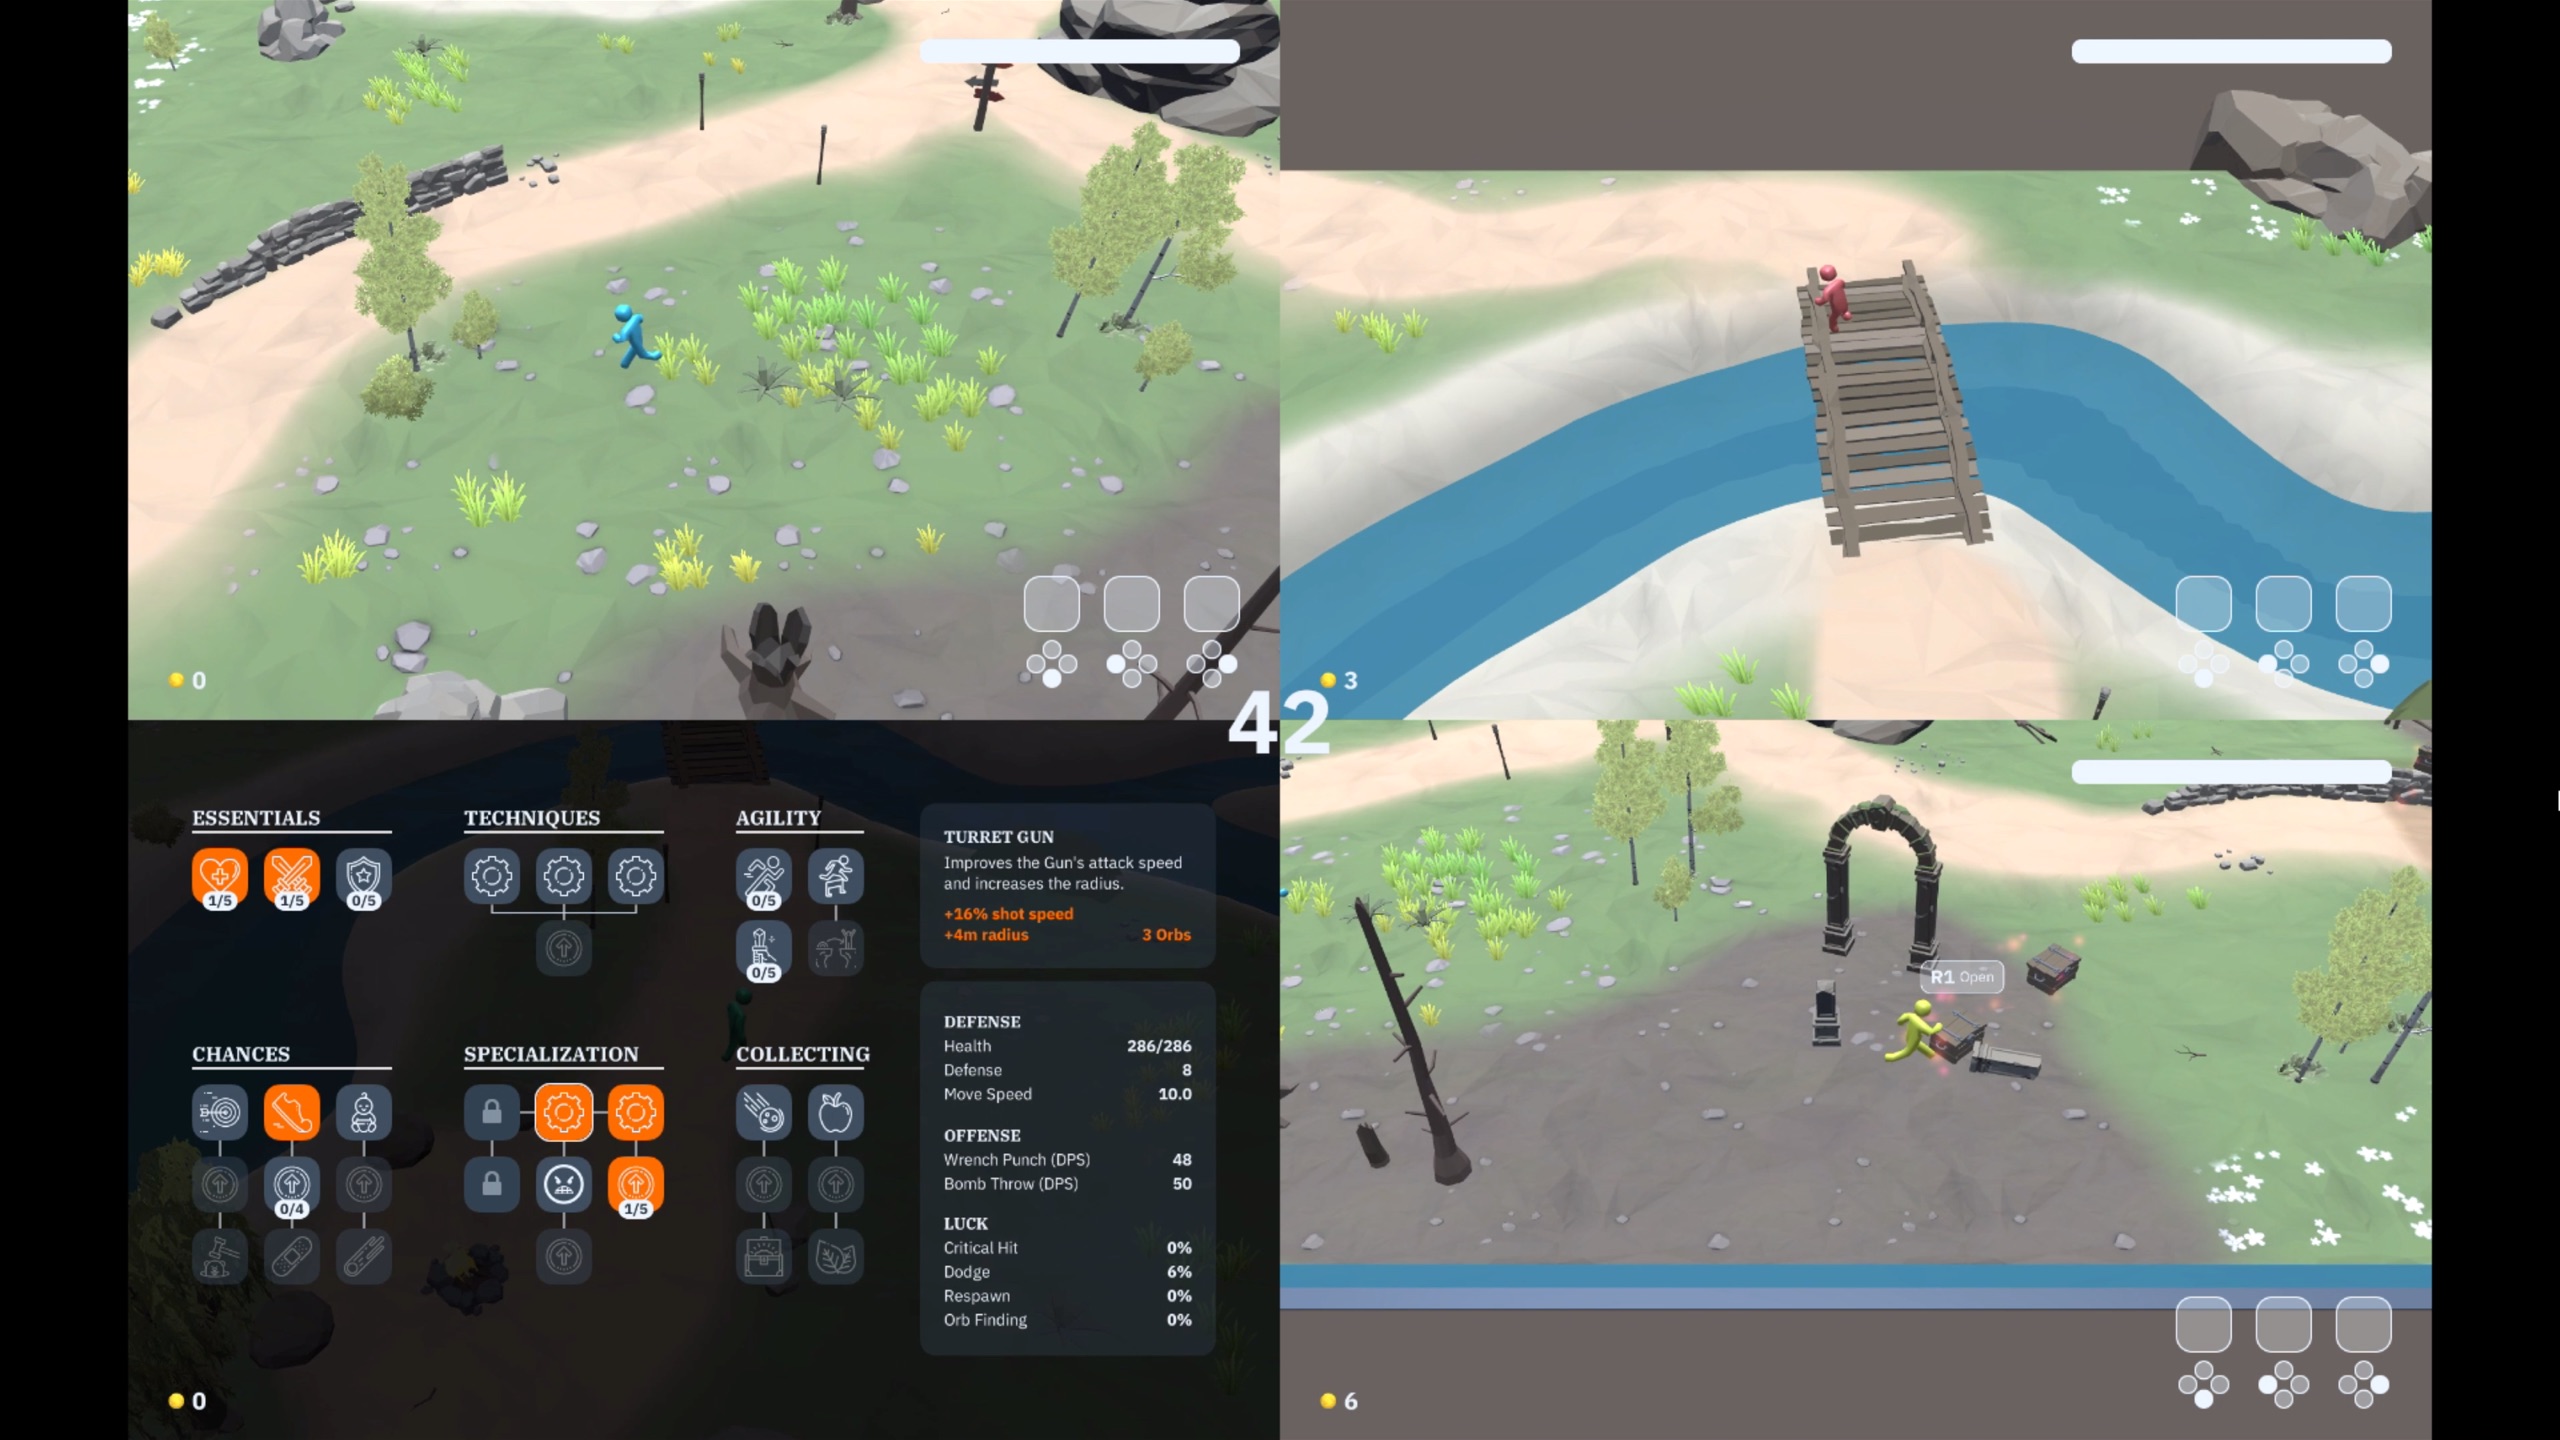 0
3
42
ESSENTIALS
1/5
1/5
0/5
TECHNIQUES
AGILITY
0/5
0/5
TURRET GUN
Improves the Gun's attack speed
and increases the radius.
+16% shot speed
+4m radius 3 Orbs
CHANCES
0/4
SPECIALIZATION
1/5
COLLECTING
DEFENSE
Health 286/286
Defense 8
Move Speed 10.0
OFFENSE
Wrench Punch (DPS) 48
Bomb Throw (DPS) 50
LUCK
Critical Hit 0%
Dodge 6%
Respawn 0%
Orb Finding 0%
0
R1 Open
6